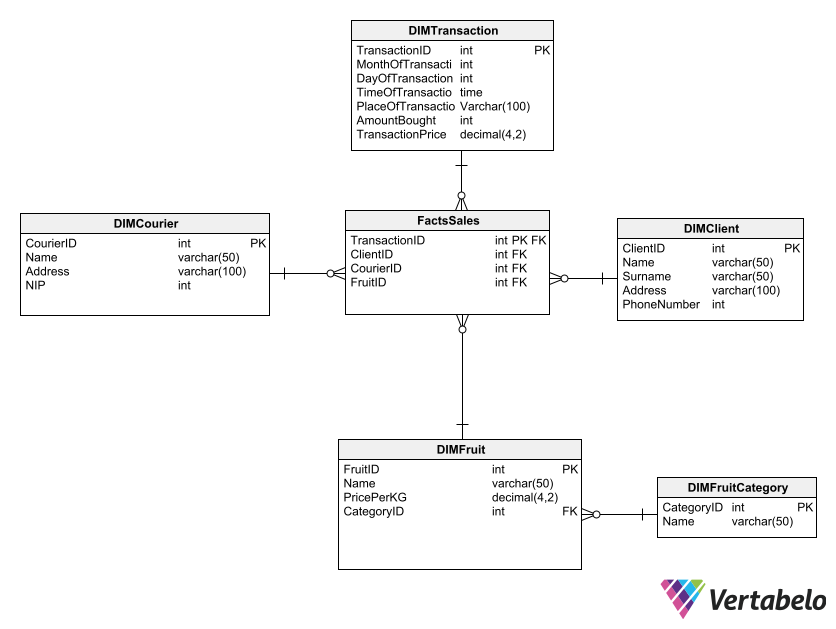 DIMTransaction
TransactionID int PK
MonthOfTransacti int
DayOfTransaction int
TimeOfTransactio time
PlaceOfTransactio Varchar(100)
AmountBought int
TransactionPrice decimal(4,2)
DIMCourier
CourierID int PK
Name varchar(50)
Address varchar(100)
NIP int
FactsSales
TransactionID int PK FK
ClientID int FK
CourierID int FK
FruitID int FK
DIMClient
ClientID int PK
Name varchar(50)
Surname varchar(50)
Address varchar(100)
PhoneNumber int
DIMFruit
FruitID int PK
Name varchar(50)
PricePerKG decimal(4,2)
CategoryID int FK
DIMFruitCategory
CategoryID int PK
Name varchar(50)
Vertabelo